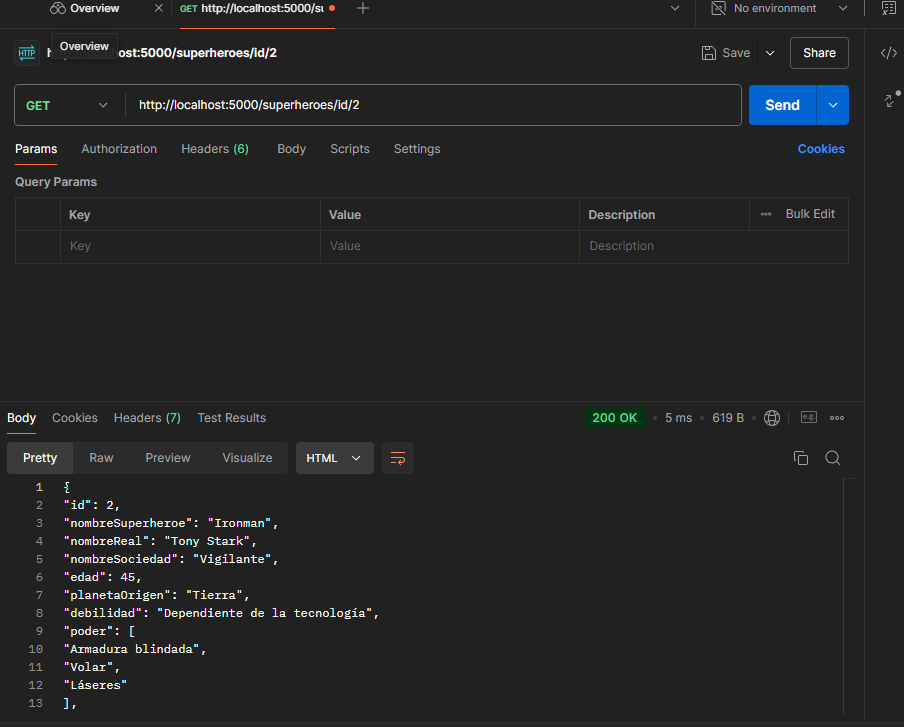 Overview
GET http://localhost:5000/su
No environment
HTTP
Overview
ost:5000/superheroes/id/2
Save
Share
GET
http://localhost:5000/superheroes/id/2
Send
Params Authorization Headers (6) Body Scripts Settings Cookies
Query Params
Key Value Description Bulk Edit
Key Value Description
Body Cookies Headers (7) Test Results 200 OK 5 ms 619 B e.g.
Pretty Raw Preview Visualize HTML
1 {
2 "id": 2,
3 "nombreSuperheroe": "Ironman",
4 "nombreReal": "Tony Stark",
5 "nombreSociedad": "Vigilante",
6 "edad": 45,
7 "planetaOrigen": "Tierra",
8 "debilidad": "Dependiente de la tecnología",
9 "poder": [
10 "Armadura blindada",
11 "Volar",
12 "Láseres"
13 ],